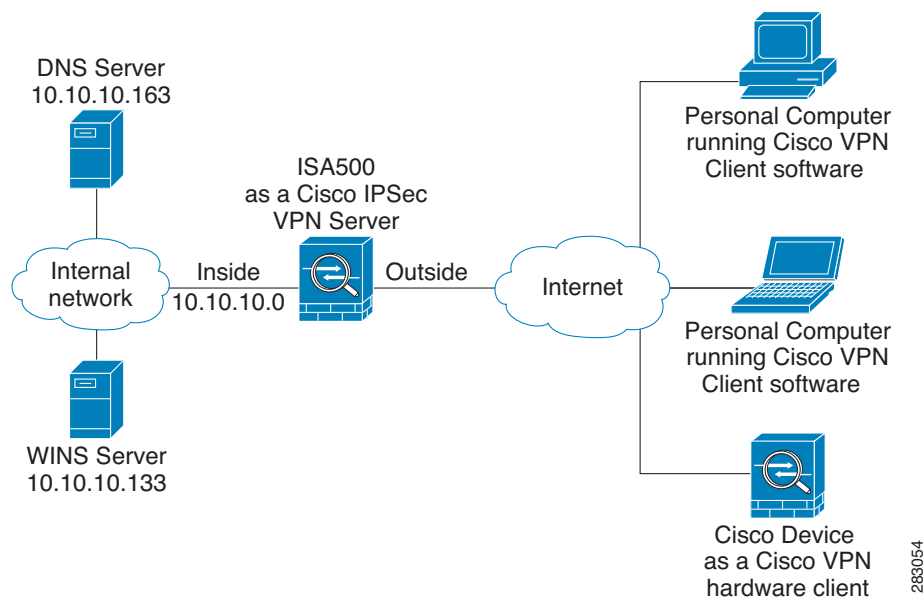 DNS Server
10.10.10.163
ISA500
as a Cisco IPSec
VPN Server
Internal
network
Inside
10.10.10.0
Outside
Internet
WINS Server
10.10.10.133
Personal Computer
running Cisco VPN
Client software
Personal Computer
running Cisco VPN
Client software
Cisco Device
as a Cisco VPN
hardware client
283054